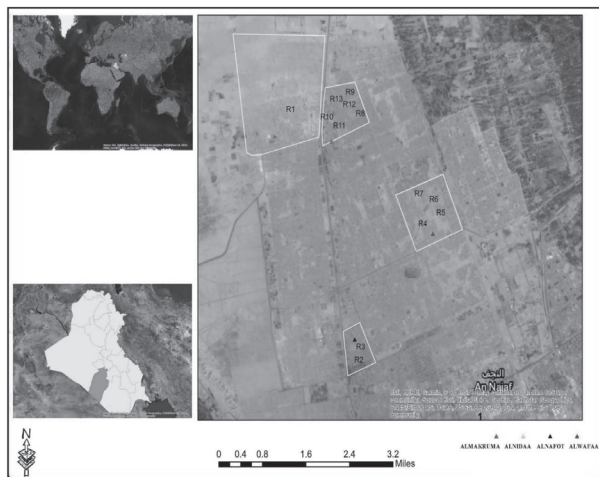 R1
R9
R13
R12
R10
R8
R11
R7
R6
R5
R4
R3
R2
النجف
An Najaf
1
N
0 0.4 0.8 1.6 2.4 3.2
Miles
ALMAKRUMA ALNIDAA ALNAFOT ALWAFAA